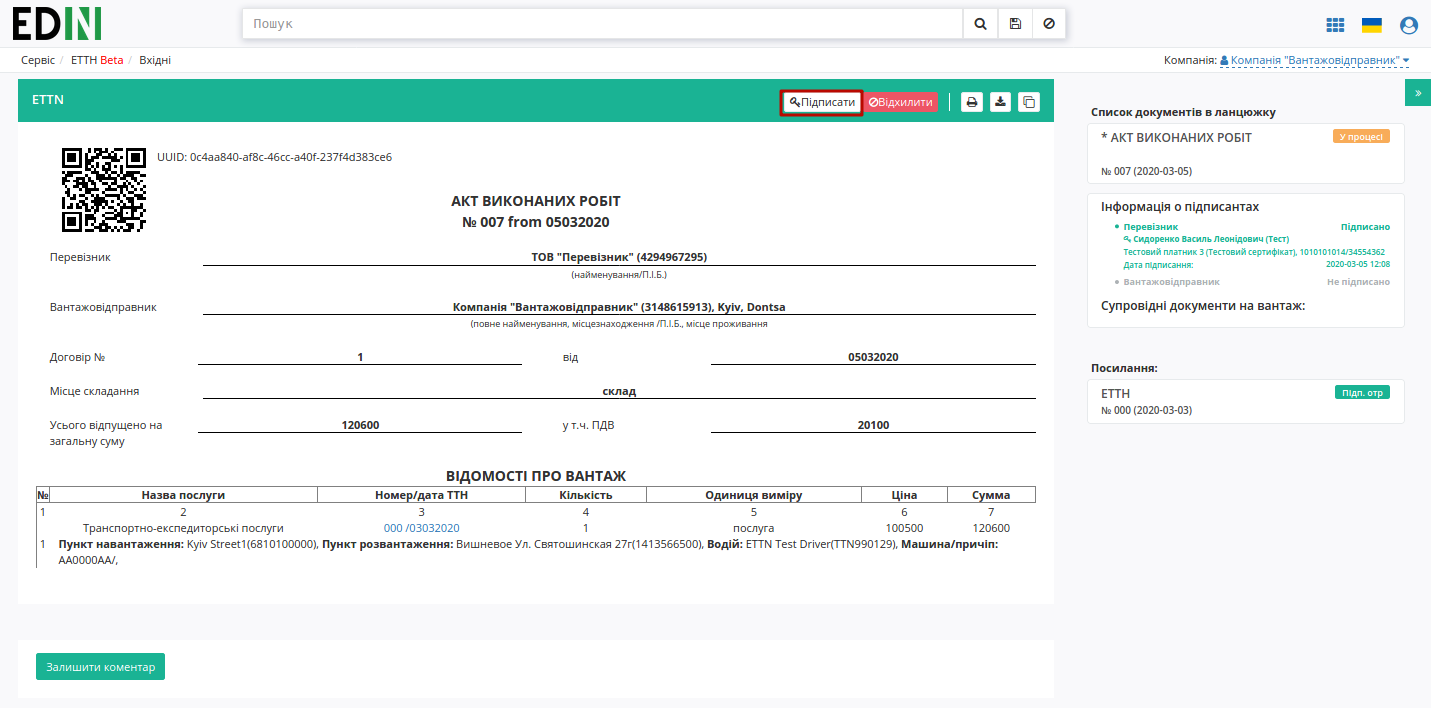 EDIN
Пошук
Сервіс / ЕТТН Beta / Вхідні
Компанія: Компанія "Вантажовідправник"
ETTN
Підписати
Відхилити
»
UUID: 0c4aa840-af8c-46cc-a40f-237f4d383ce6
АКТ ВИКОНАНИХ РОБІТ
№ 007 from 05032020
Перевізник
ТОВ "Перевізник" (4294967295)
(найменування/П.І.Б.)
Вантажовідправник
Компанія "Вантажовідправник" (3148615913), Kyiv, Dontsa
(повне найменування, місцезнаходження /П.І.Б., місце проживання
Договір № 1 від 05032020
Місце складання склад
Усього відпущено на загальну суму 120600 у т.ч. ПДВ 20100
ВІДОМОСТІ ПРО ВАНТАЖ
№ Назва послуги Номер/дата ТТН Кількість Одиниця виміру Ціна Сумма
1 2 3 4 5 6 7
Транспортно-експедиторські послуги 000 /03032020 1 послуга 100500 120600
1 Пункт навантаження: Kyiv Street1(6810100000), Пункт розвантаження: Вишневое Ул. Святошинская 27г(1413566500), Водій: ETTN Test Driver(TTN990129), Машина/причіп:
АА0000АА/,
Залишити коментар
Список документів в ланцюжку
* АКТ ВИКОНАНИХ РОБІТ У процесі
№ 007 (2020-03-05)
Інформація о підписантах
Перевізник Підписано
Сидоренко Василь Леонідович (Тест)
Тестовий платник 3 (Тестовий сертифікат), 1010101014/34554362
Дата підписання: 2020-03-05 12:08
Вантажовідправник Не підписано
Супровідні документи на вантаж:
Посилання:
ЕТТН Підп. отр
№ 000 (2020-03-03)